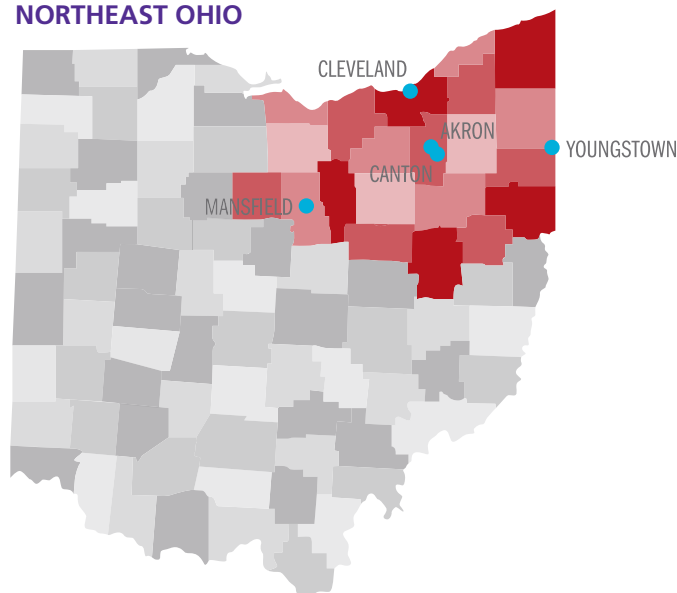 NORTHEAST OHIO
CLEVELAND
AKRON
YOUNGSTOWN
CANTON
MANSFIELD